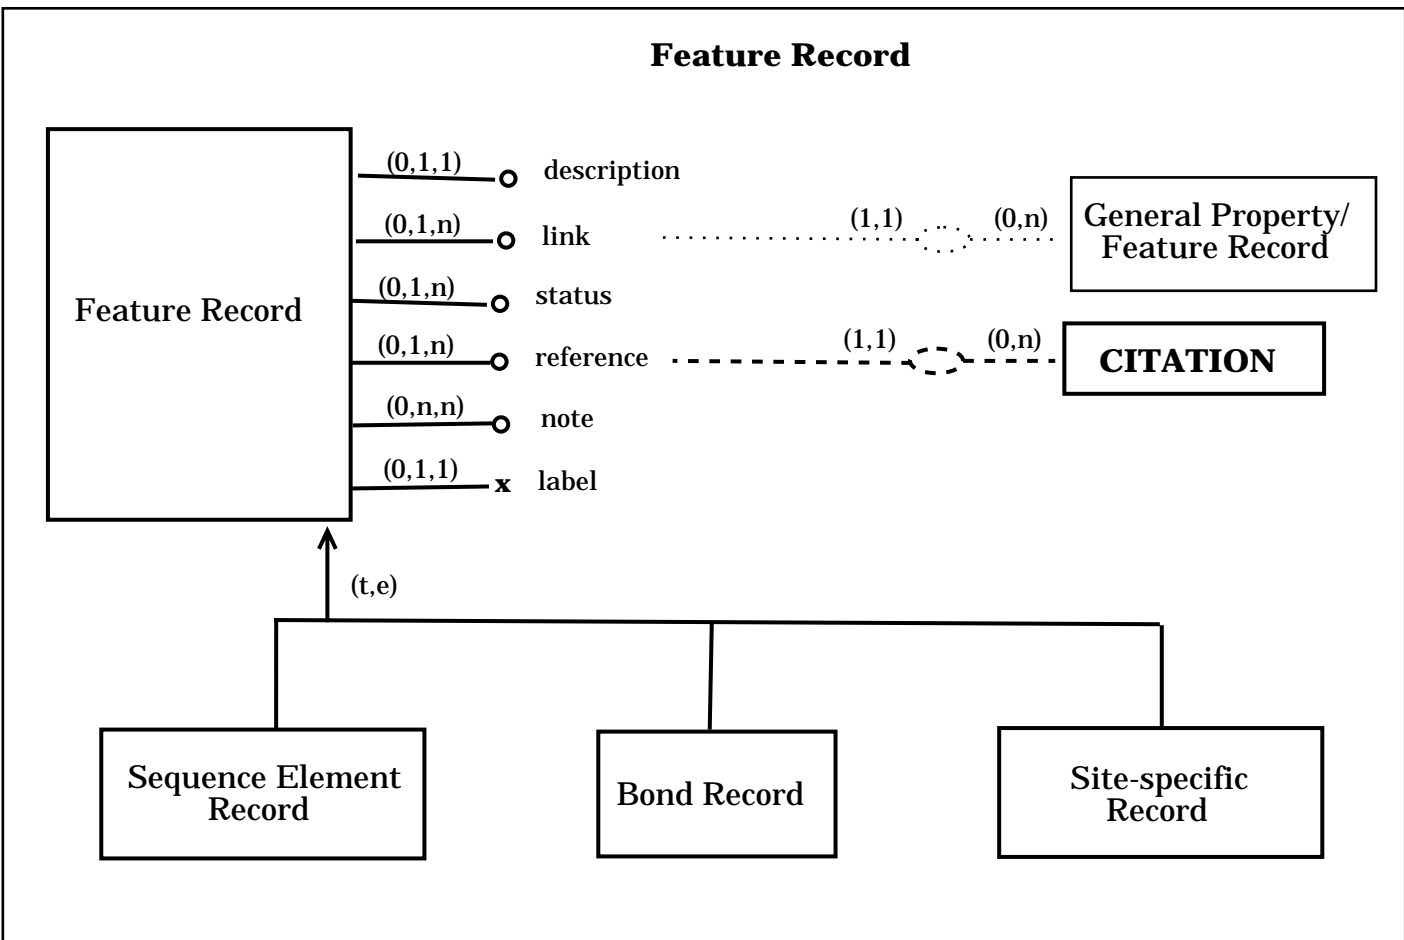 Feature Record
Feature Record
(0,1,1) description
(0,1,n) link (1,1) (0,n) General Property/
Feature Record
(0,1,n) status
(0,1,n) reference (1,1) (0,n) CITATION
(0,n,n) note
(0,1,1) x label
(t,e)
Sequence Element
Record
Bond Record
Site-specific
Record